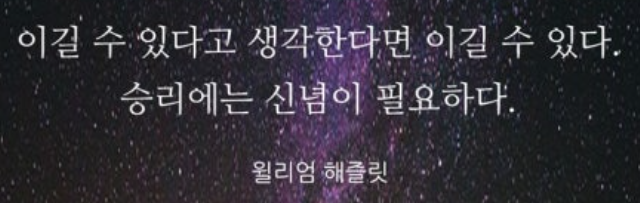 이길 수 있다고 생각한다면 이길 수 있다.
승리에는 신념이 필요하다.
윌리엄 해즐릿